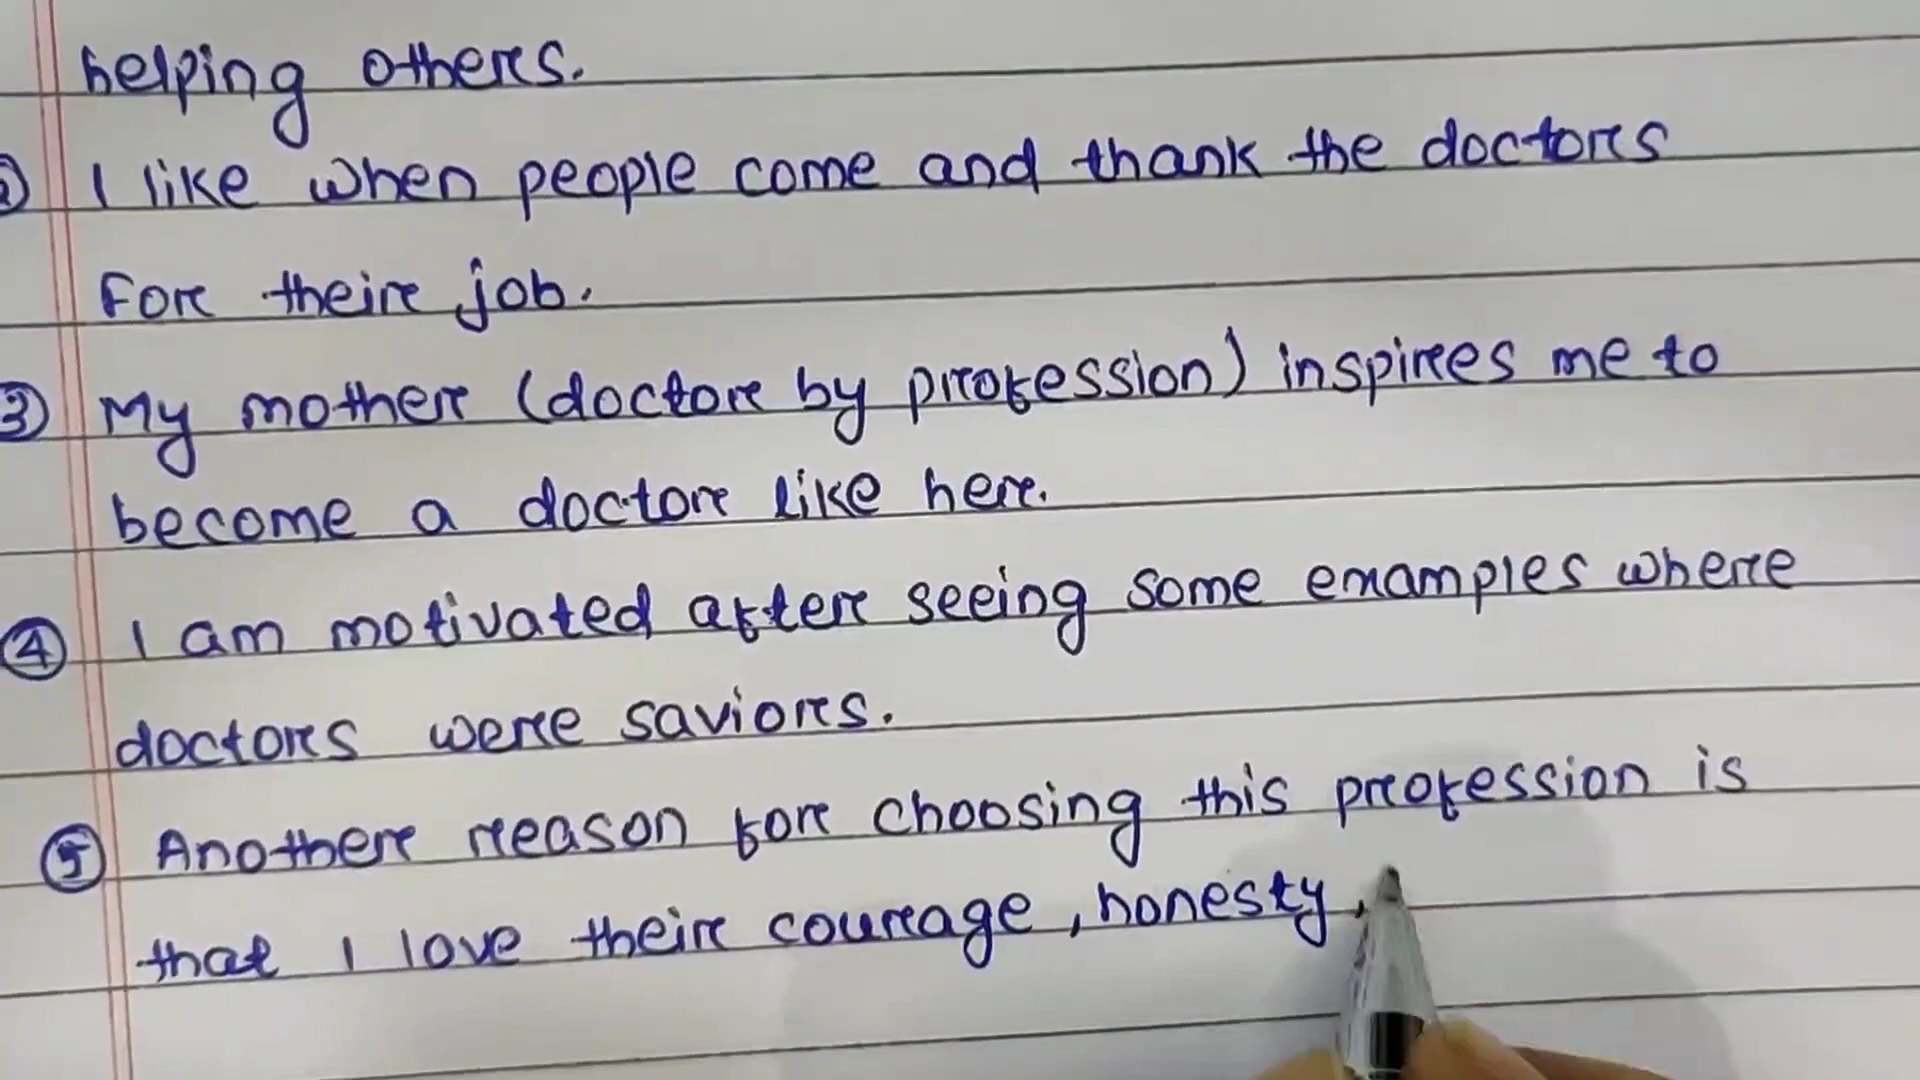 helping others.
② I like when people come and thank the doctors
For their job.
③ My mother (doctor by profession) inspires me to
become a doctor like her.
④ I am motivated after seeing some examples where
doctors were saviors.
⑤ Another reason for choosing this profession is
that I love their courage, honesty,